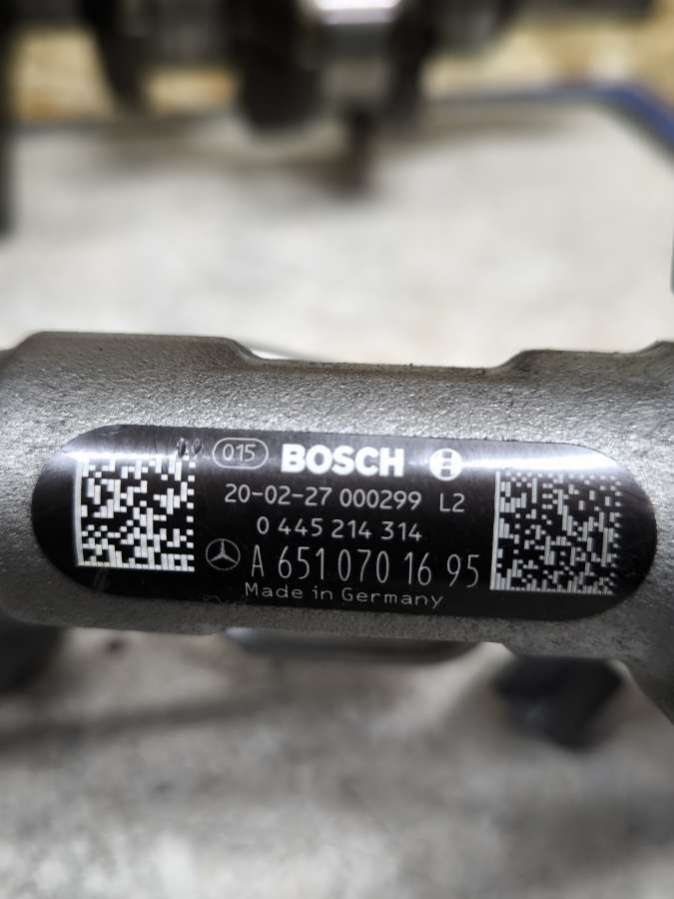 015 BOSCH
20-02-27 000299 L2
0 445 214 314
A 651 070 16 95
Made in Germany